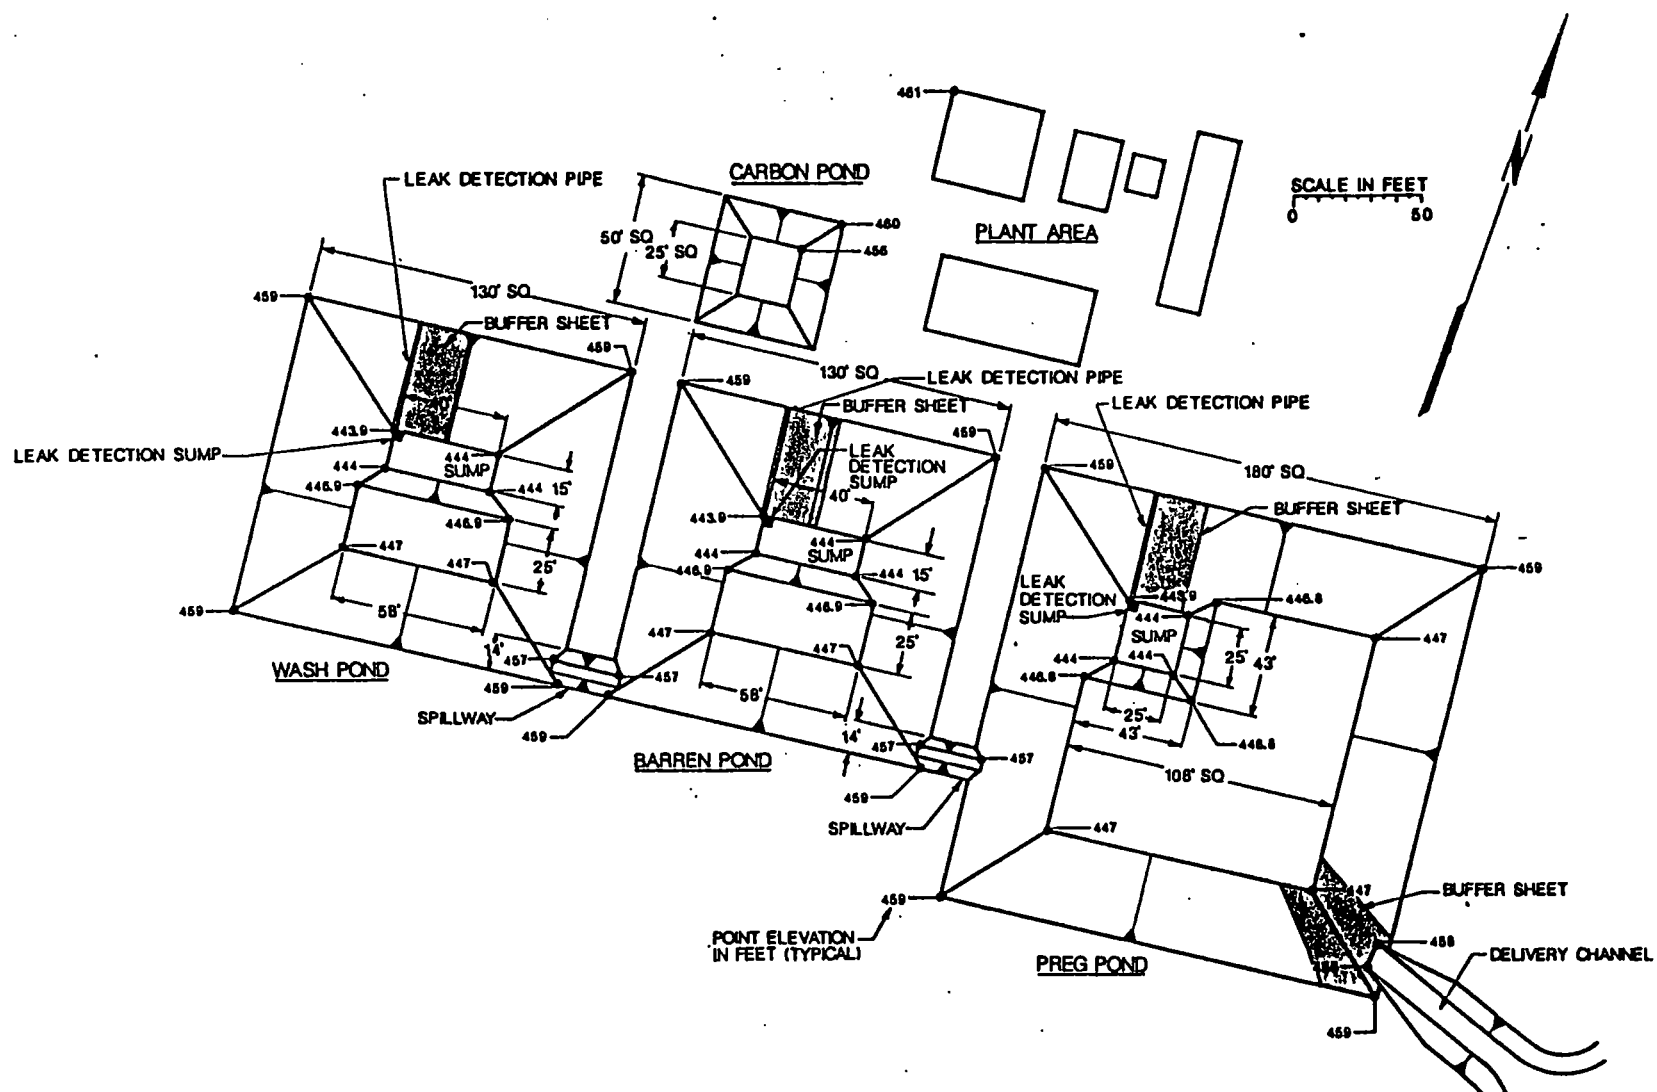 461
CARBON POND
LEAK DETECTION PIPE
50' SQ
25' SQ
460
456
PLANT AREA
N
SCALE IN FEET
0 50
130' SQ
459
BUFFER SHEET
459
40'
443.9
LEAK DETECTION SUMP
444
SUMP
444
444
15'
446.9
446.9
447
447
25'
58'
459
14'
457
457
459
WASH POND
SPILLWAY
459
130' SQ
459
LEAK DETECTION PIPE
BUFFER SHEET
459
LEAK
DETECTION
SUMP
40'
443.9
444
SUMP
444
444
15'
446.9
446.9
447
447
25'
58'
14'
457
457
459
BARREN POND
SPILLWAY
LEAK DETECTION PIPE
459
180' SQ
BUFFER SHEET
459
LEAK
DETECTION
SUMP
443.9
446.8
SUMP
447
444
444
25'
43'
446.8
25'
43'
446.8
108' SQ
447
447
BUFFER SHEET
459
458
POINT ELEVATION
IN FEET (TYPICAL)
PREG POND
DELIVERY CHANNEL
459